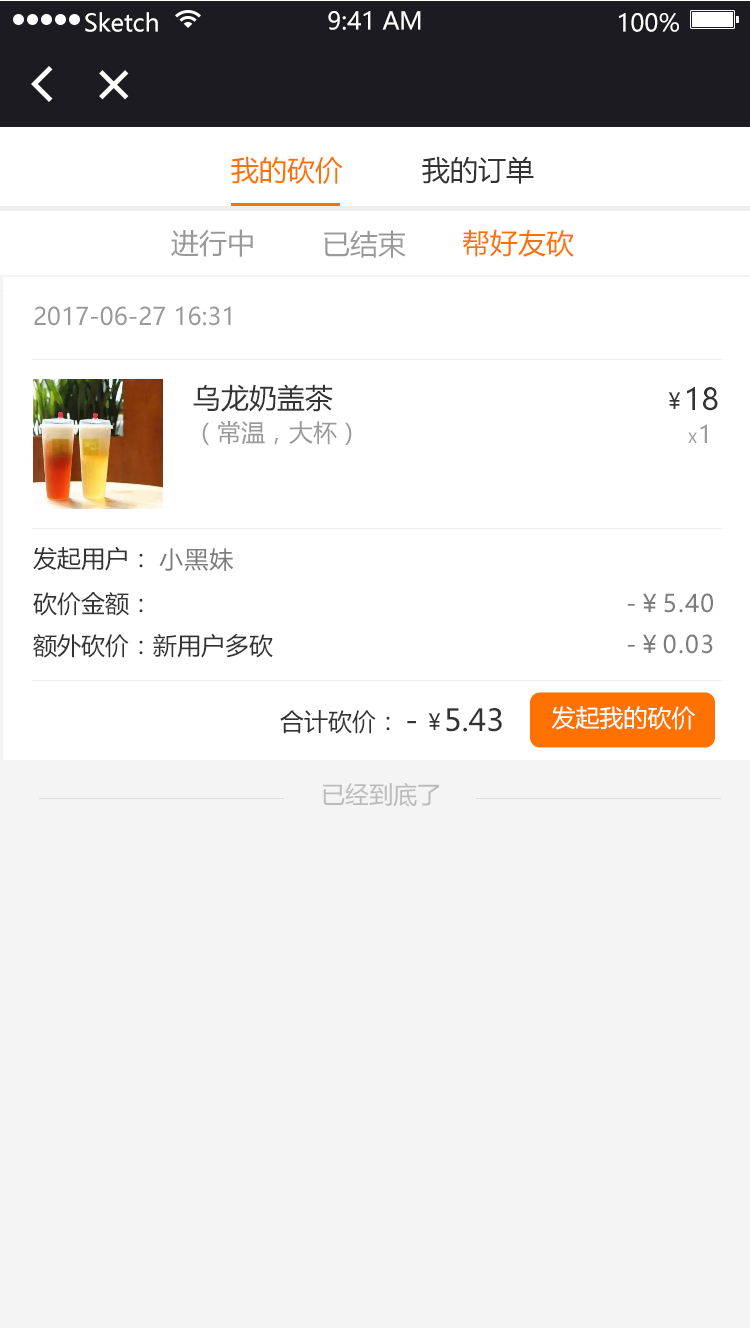 ●●●●●Sketch 9:41 AM 100%
我的砍价 我的订单
进行中 已结束 帮好友砍
2017-06-27 16:31
乌龙奶盖茶 ¥18
（常温，大杯） x1
发起用户： 小黑妹
砍价金额： - ¥ 5.40
额外砍价：新用户多砍 - ¥ 0.03
合计砍价： - ¥5.43 发起我的砍价
已经到底了